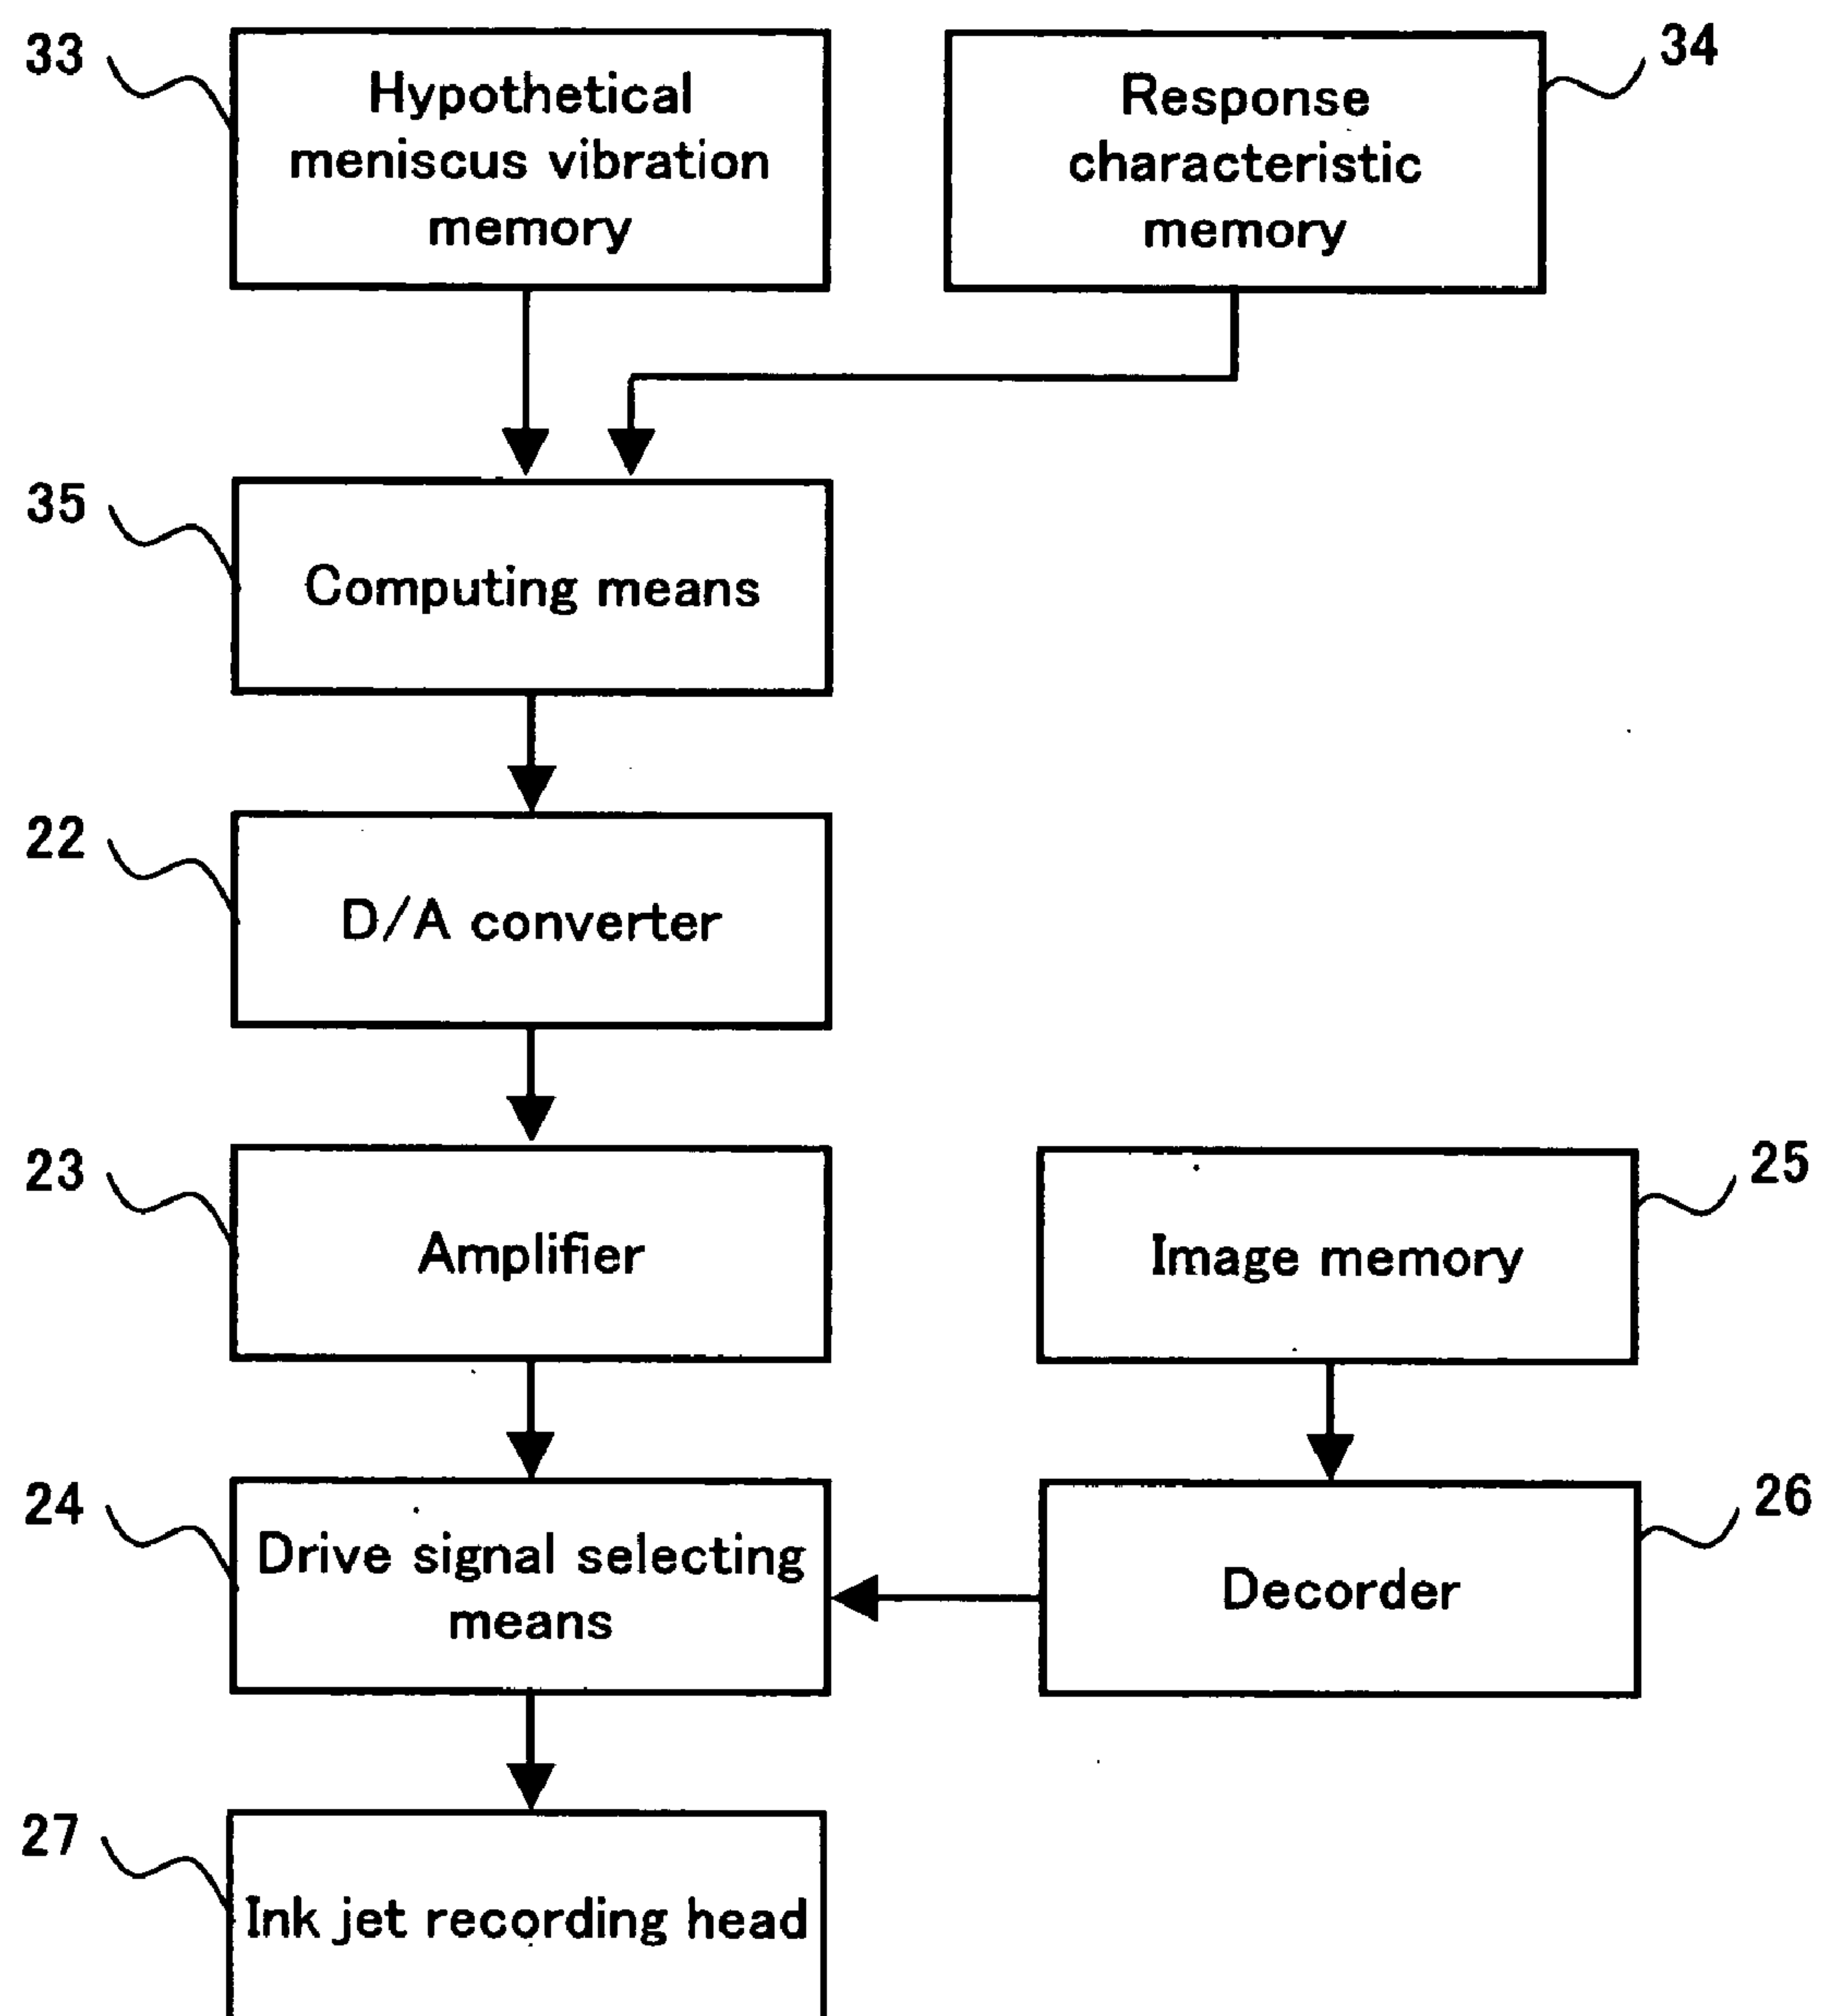 33
Hypothetical
meniscus vibration
memory
34
Response
characteristic
memory
35
Computing means
22
D/A converter
23
Amplifier
25
Image memory
24
Drive signal selecting
means
26
Decorder
27
Ink jet recording head